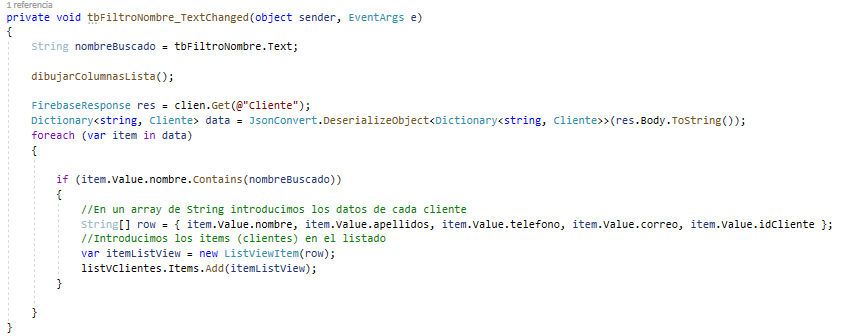 1 referencia
private void tbFiltroNombre_TextChanged(object sender, EventArgs e)
{
String nombreBuscado = tbFiltroNombre.Text;
dibujarColumnasLista();
FirebaseResponse res = clien.Get(@"Cliente");
Dictionary<string, Cliente> data = JsonConvert.DeserializeObject<Dictionary<string, Cliente>>(res.Body.ToString());
foreach (var item in data)
{
if (item.Value.nombre.Contains(nombreBuscado))
{
//En un array de String introducimos los datos de cada cliente
String[] row = { item.Value.nombre, item.Value.apellidos, item.Value.telefono, item.Value.correo, item.Value.idCliente };
//Introducimos los items (clientes) en el listado
var itemListView = new ListViewItem(row);
listVClientes.Items.Add(itemListView);
}
}
}